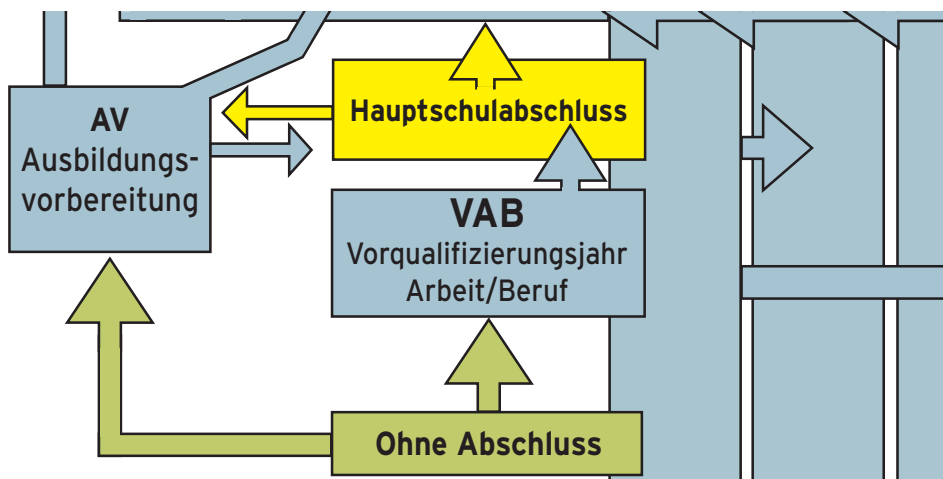 AV
Ausbildungs-
vorbereitung
Hauptschulabschluss
VAB
Vorqualifizierungsjahr
Arbeit/Beruf
Ohne Abschluss